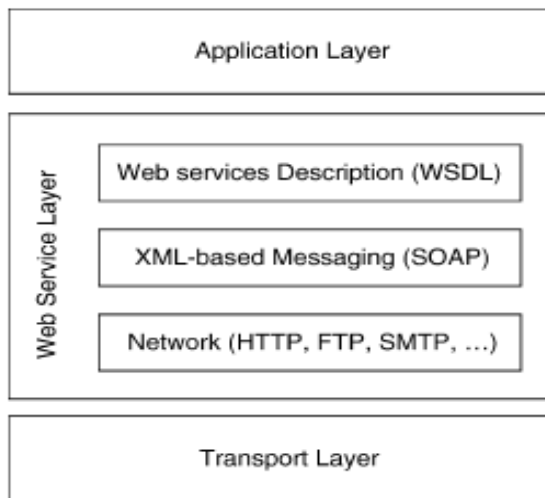 Application Layer
Web Service Layer
Web services Description (WSDL)
XML-based Messaging (SOAP)
Network (HTTP, FTP, SMTP, ...)
Transport Layer